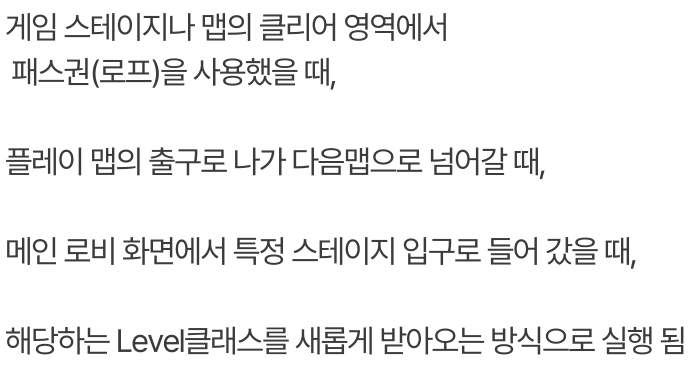 게임 스테이지나 맵의 클리어 영역에서
패스권(로프)을 사용했을 때,
플레이 맵의 출구로 나가 다음맵으로 넘어갈 때,
메인 로비 화면에서 특정 스테이지 입구로 들어 갔을 때,
해당하는 Level클래스를 새롭게 받아오는 방식으로 실행 됨